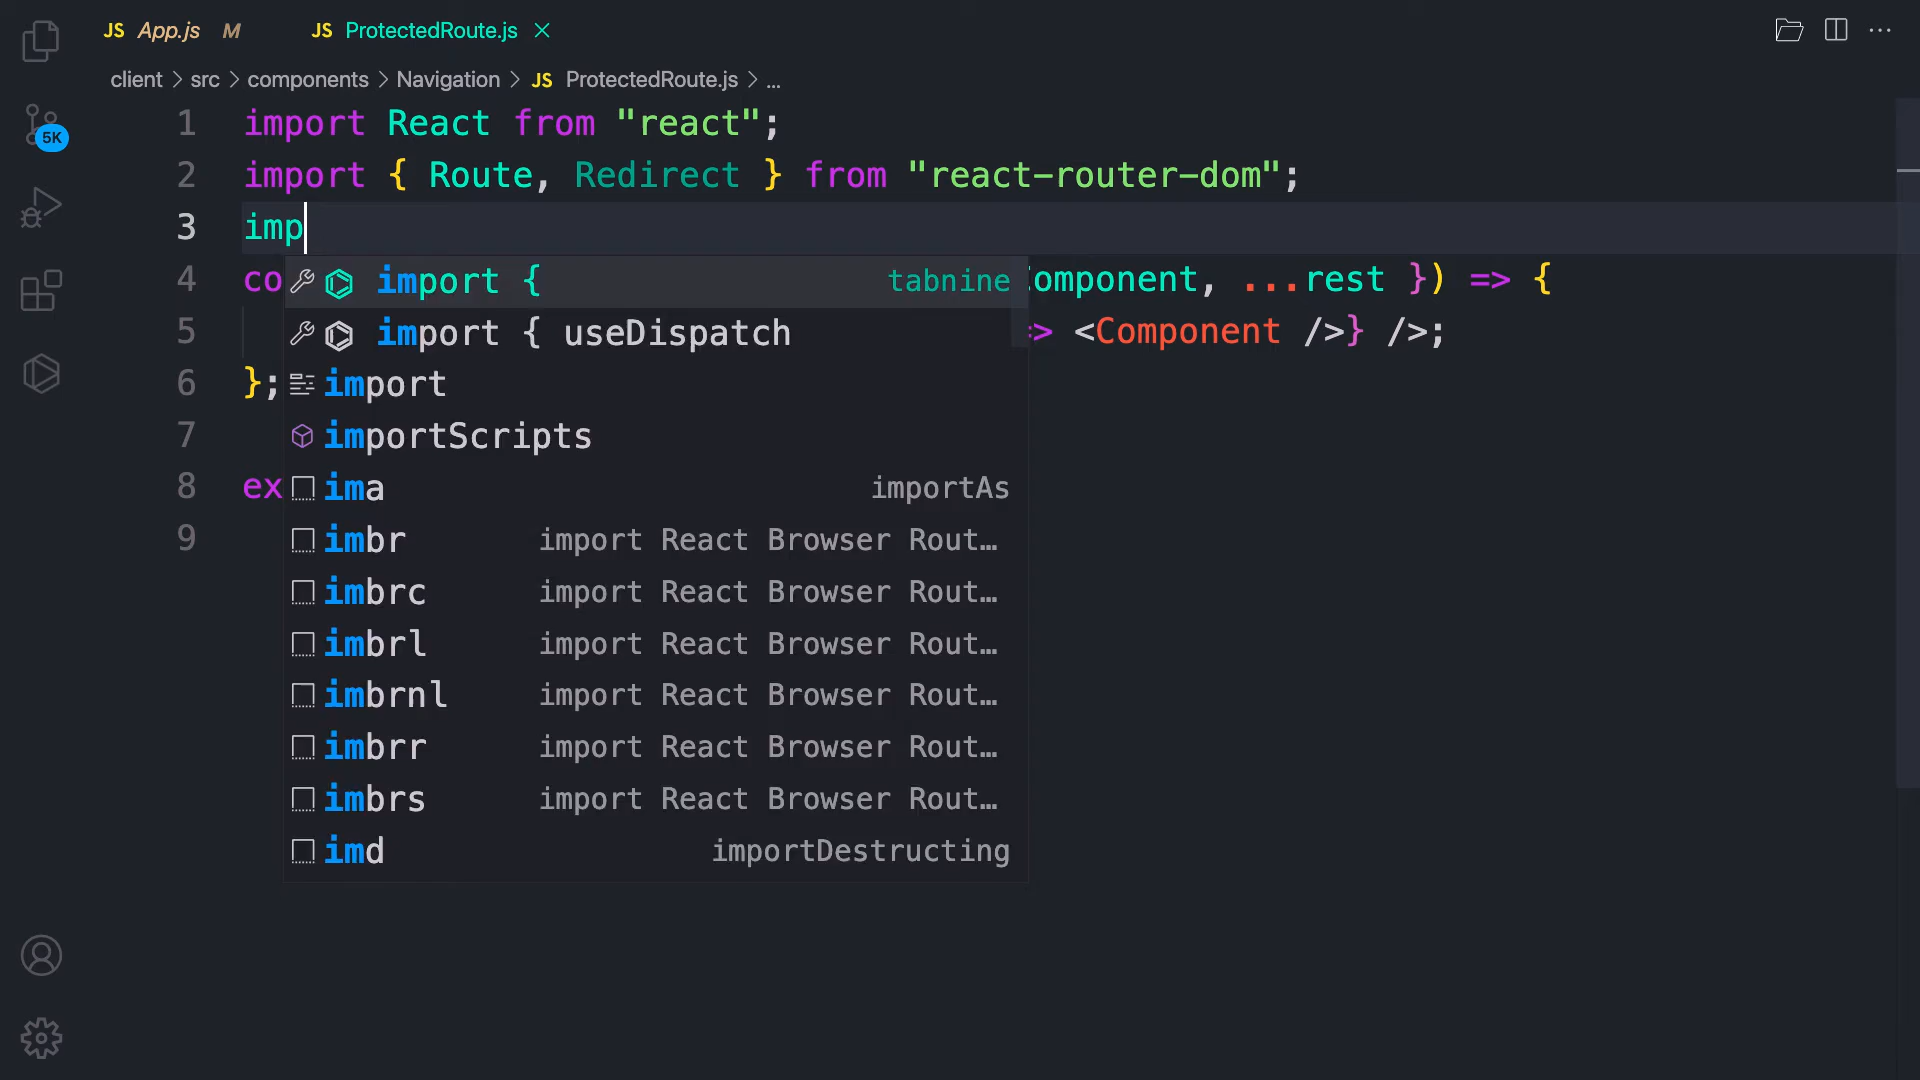 JS App.js M JS ProtectedRoute.js
client > src > components > Navigation > JS ProtectedRoute.js > ...
5K
1 import React from "react";
2 import { Route, Redirect } from "react-router-dom";
3 imp
4 co omponent, ...rest }) => {
5 => <Component />} />;
6 };
7
8 ex
9
import { tabnine
import { useDispatch
import
importScripts
ima importAs
imbr import React Browser Rout…
imbrc import React Browser Rout…
imbrl import React Browser Rout…
imbrnl import React Browser Rout…
imbrr import React Browser Rout…
imbrs import React Browser Rout…
imd importDestructing